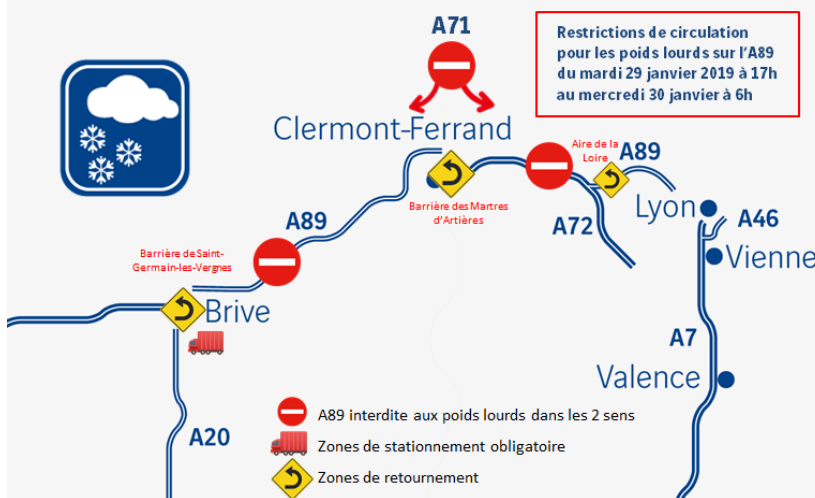 A71
Restrictions de circulation
pour les poids lourds sur l'A89
du mardi 29 janvier 2019 à 17h
au mercredi 30 janvier à 6h
Clermont-Ferrand
Aire de la
Loire
A89
Barrière des Martres
d'Artières
Lyon
A46
A72
A89
Vienne
Barrière de Saint-
Germain-les-Vergnes
Brive
A7
Valence
A20
A89 interdite aux poids lourds dans les 2 sens
Zones de stationnement obligatoire
Zones de retournement